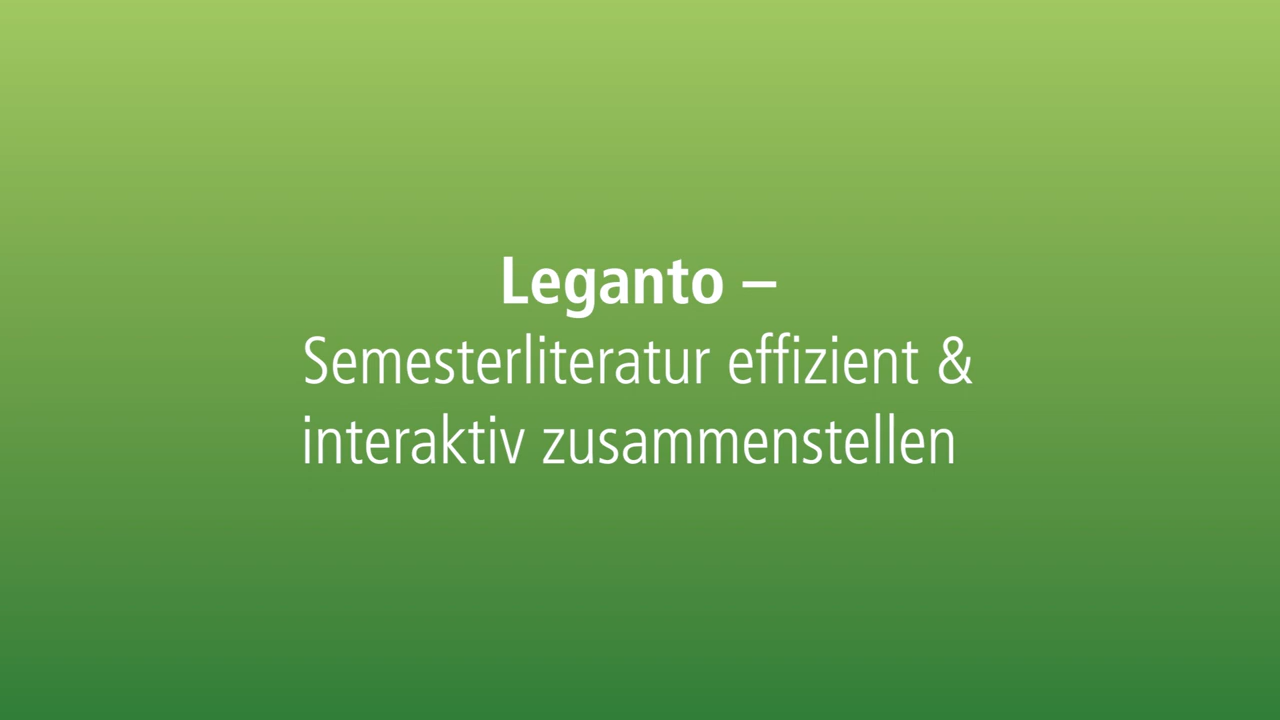 Leganto –
Semesterliteratur effizient &
interaktiv zusammenstellen